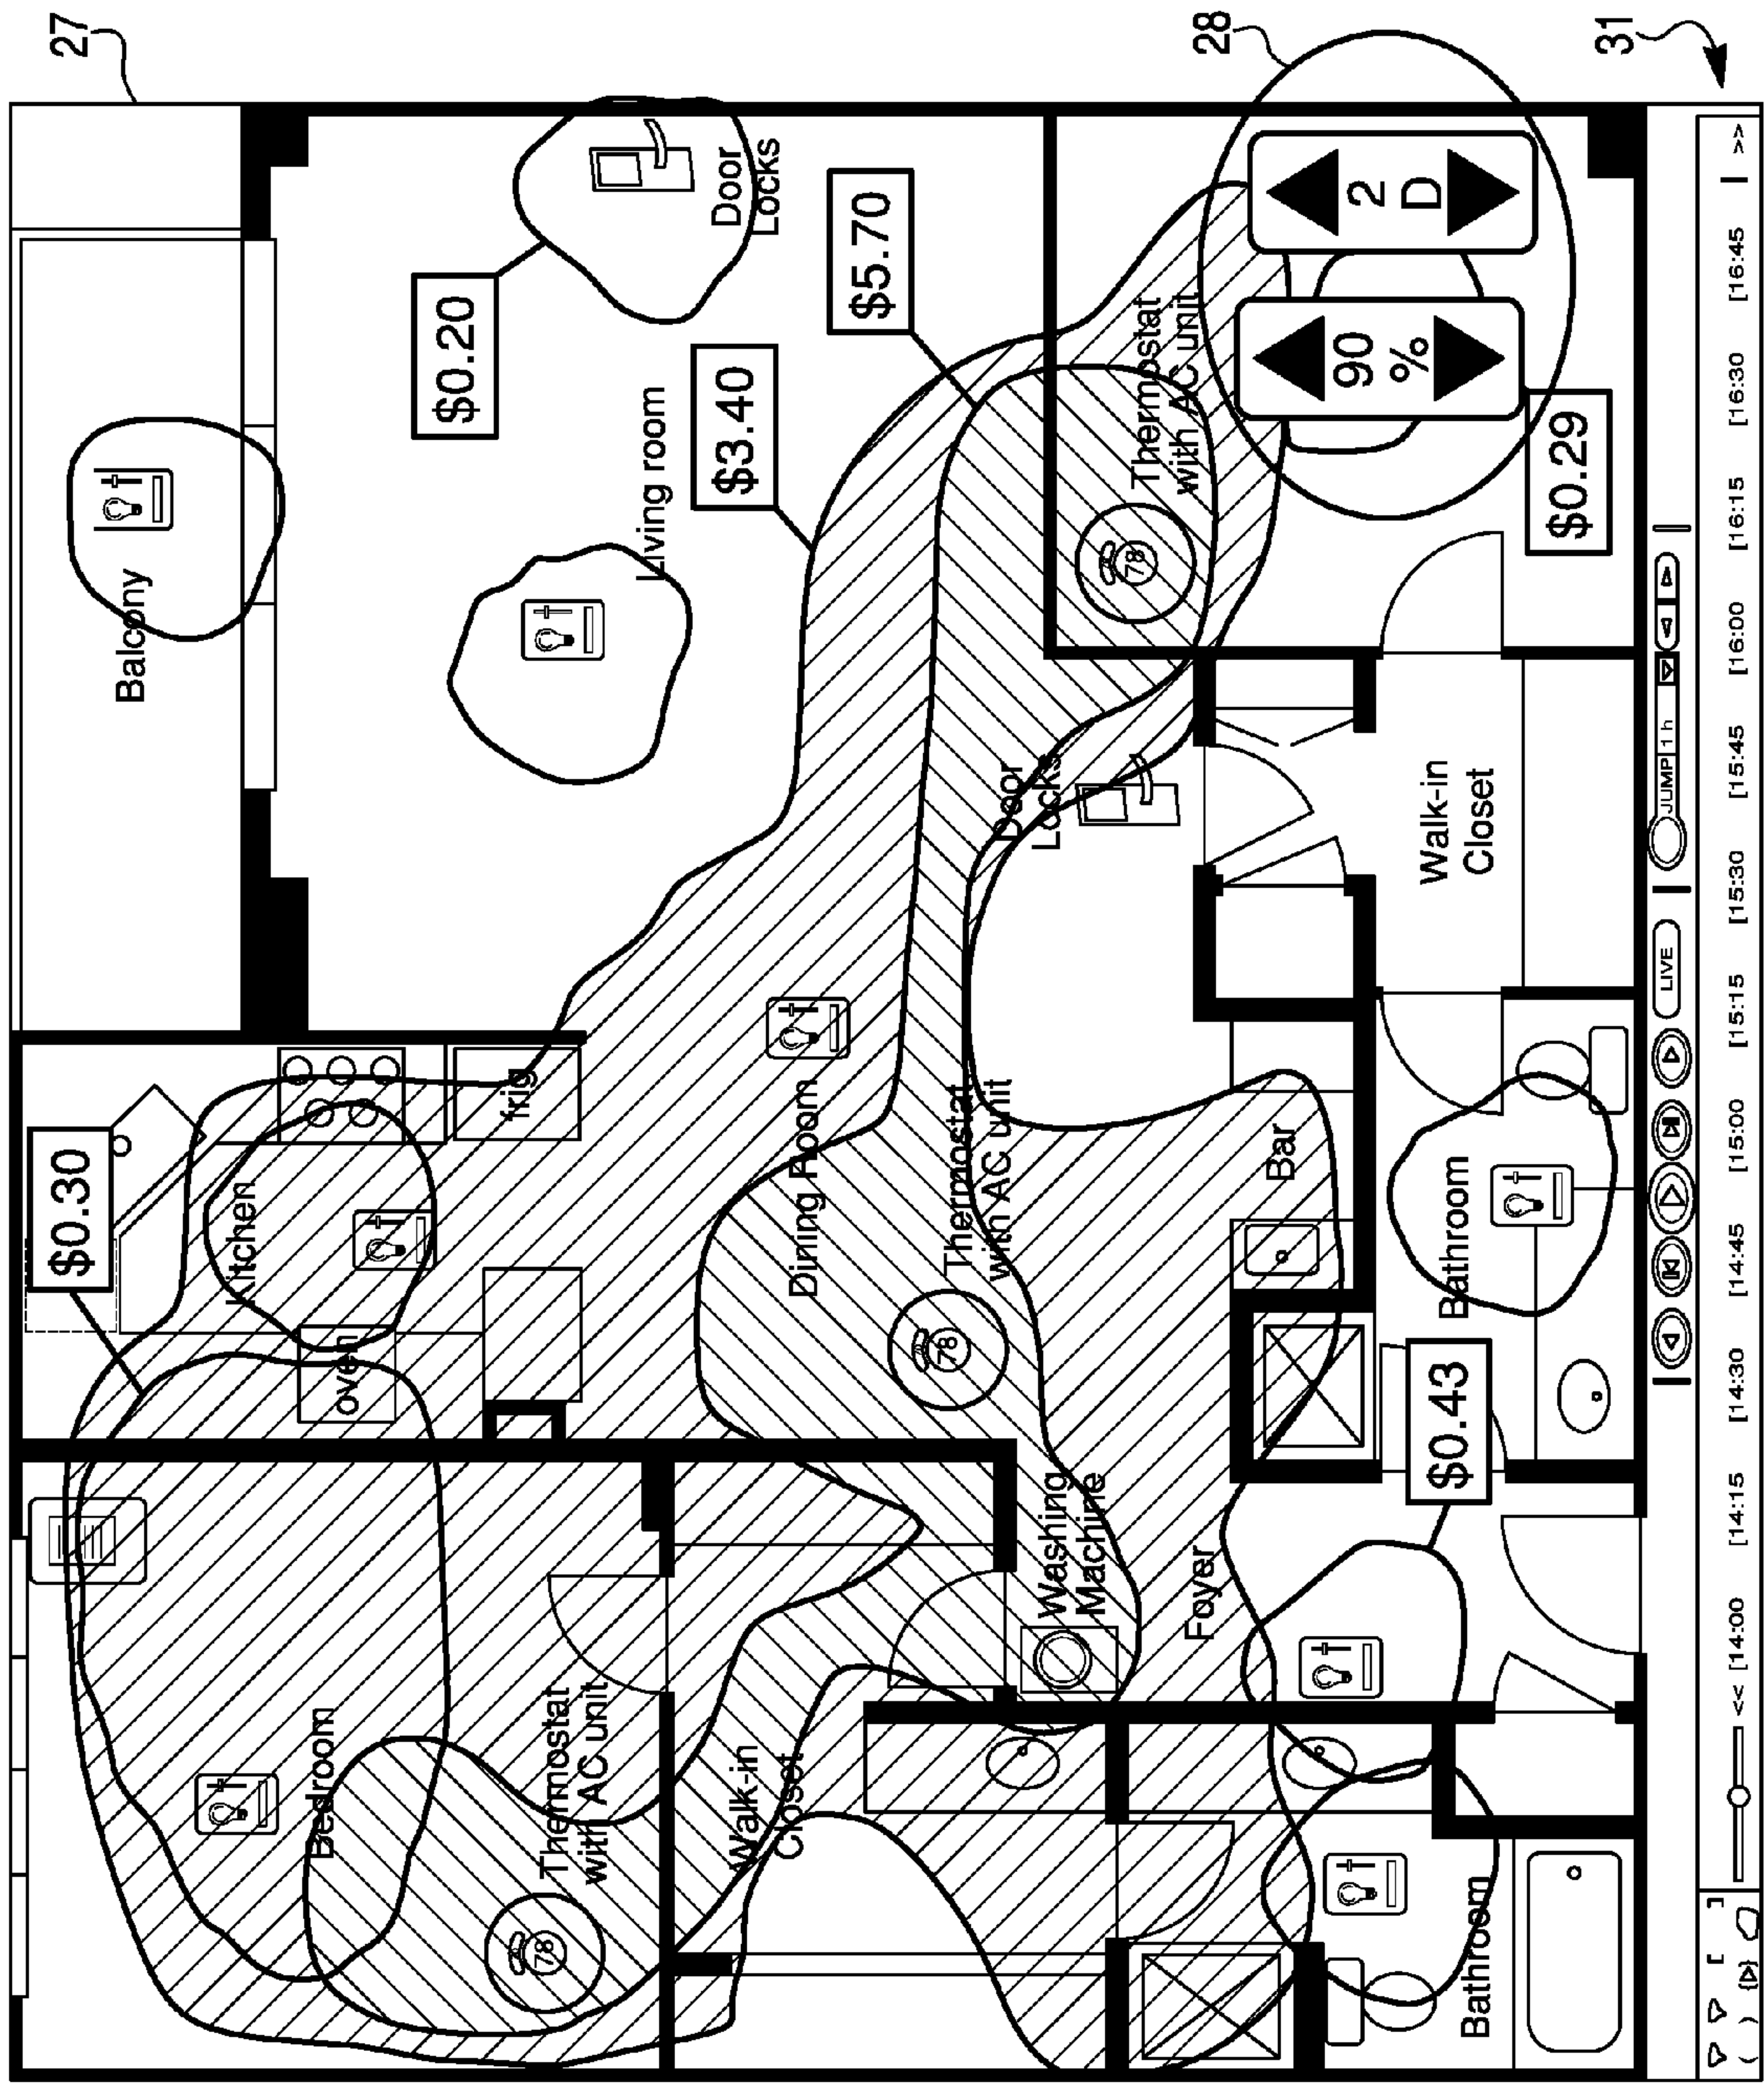 27
Balcony
$0.30
Kitchen
oven
frig
$0.20
Door
Locks
Living room
$3.40
$5.70
Bedroom
Thermostat
with AC unit
78
Dining Room
Thermostat
with AC unit
78
Door
Locks
Thermostat
with AC unit
78
Walk-in
Closet
Washing
Machine
Foyer
Bar
28
90
%
2
D
$0.29
Walk-in
Closet
Bathroom
$0.43
Bathroom
LIVE
JUMP 1 h
31
<< [14:00 [14:15 [14:30 [14:45 [15:00 [15:15 [15:30 [15:45 [16:00 [16:15 [16:30 [16:45 >>